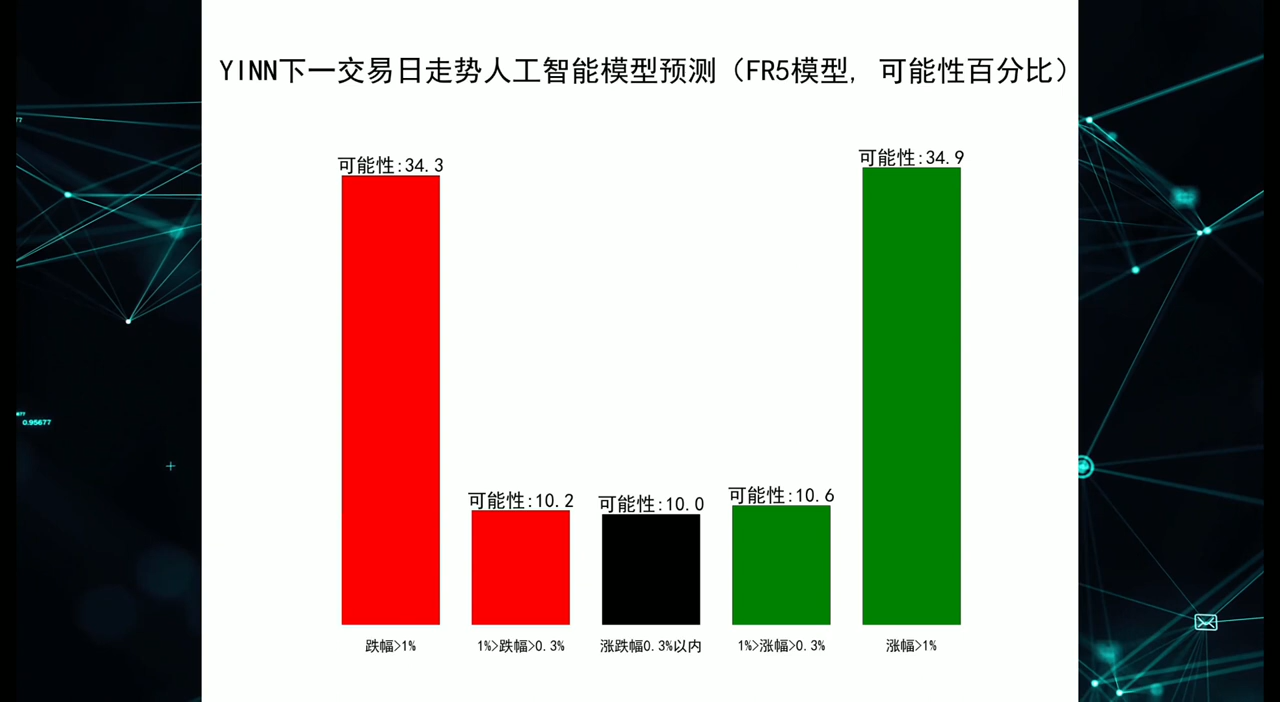 YINN下一交易日走势人工智能模型预测（FR5模型, 可能性百分比）
可能性:34.3
可能性:10.2
可能性:10.0
可能性:10.6
可能性:34.9
跌幅>1%
1%>跌幅>0.3%
涨跌幅0.3%以内
1%>涨幅>0.3%
涨幅>1%
0.95677